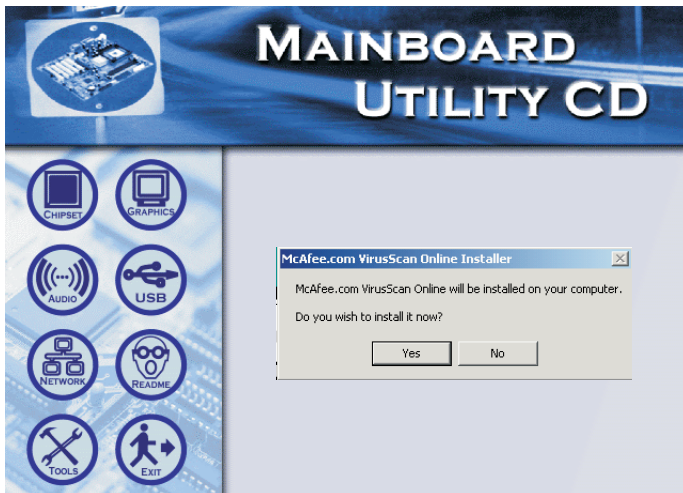 MAINBOARD
UTILITY CD
CHIPSET
GRAPHICS
AUDIO
USB
NETWORK
README
TOOLS
EXIT
McAfee.com VirusScan Online Installer
McAfee.com VirusScan Online will be installed on your computer.
Do you wish to install it now?
Yes
No